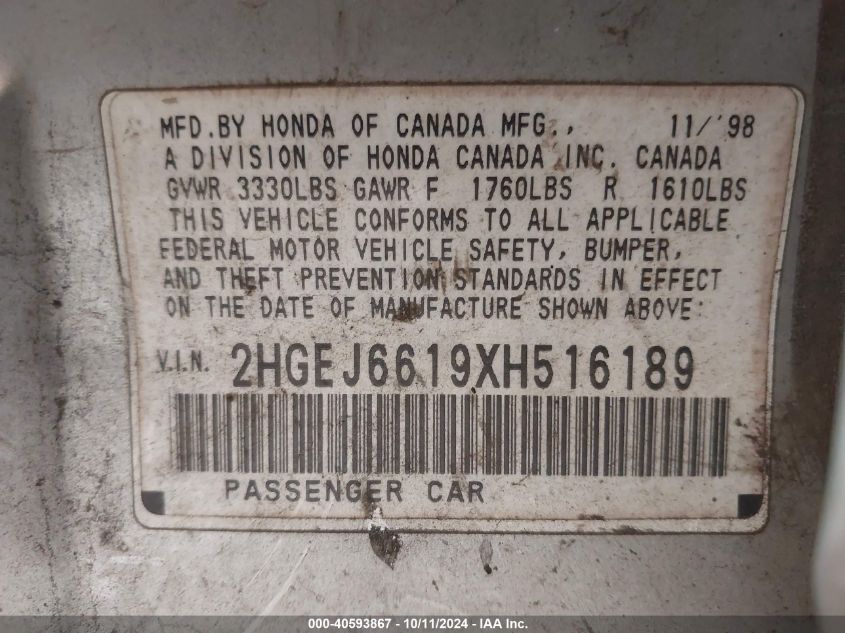 MFD.BY HONDA OF CANADA MFG., 11/'98
A DIVISION OF HONDA CANADA INC. CANADA
GVWR 3330LBS GAWR F 1760LBS R 1610LBS
THIS VEHICLE CONFORMS TO ALL APPLICABLE
FEDERAL MOTOR VEHICLE SAFETY, BUMPER,
AND THEFT PREVENTION STANDARDS IN EFFECT
ON THE DATE OF MANUFACTURE SHOWN ABOVE:
V.I.N. 2HGEJ6619XH516189
PASSENGER CAR
000-40593867 - 10/11/2024 - IAA Inc.